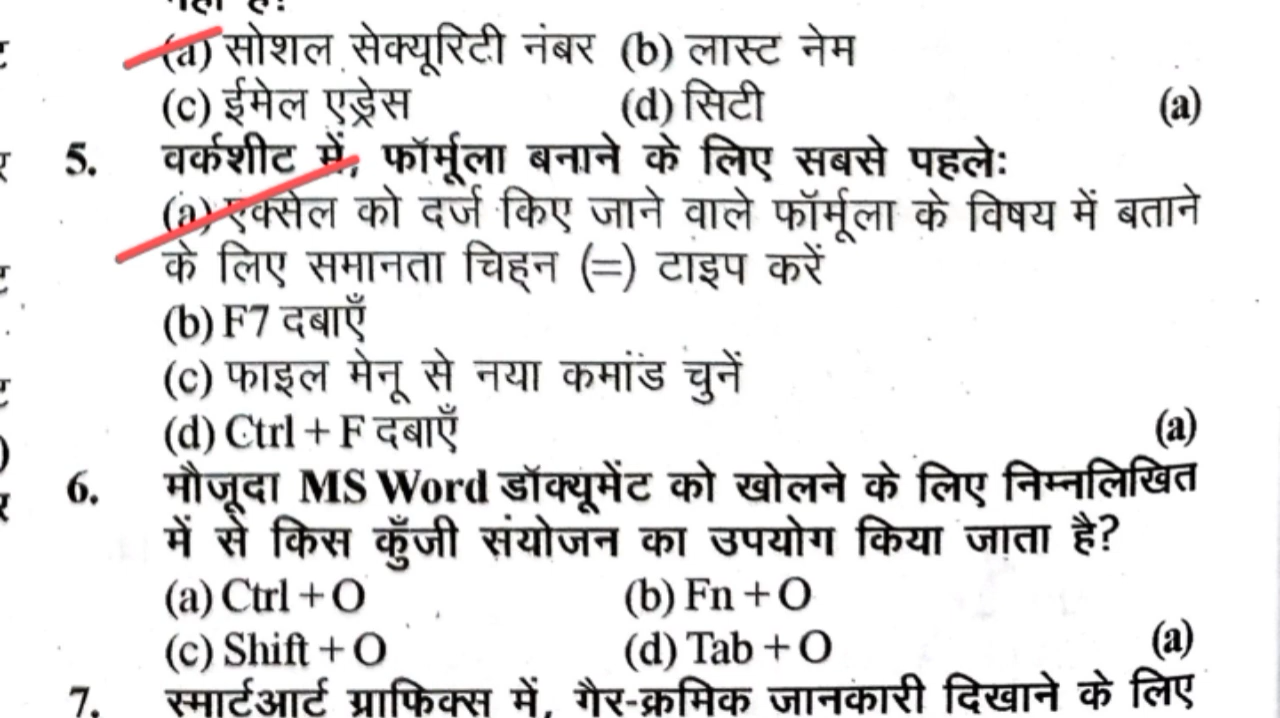 (a) सोशल सेक्यूरिटी नंबर (b) लास्ट नेम
(c) ईमेल एड्रेस (d) सिटी (a)
5. वर्कशीट में, फॉर्मूला बनाने के लिए सबसे पहलेः
(a) एक्सेल को दर्ज किए जाने वाले फॉर्मूला के विषय में बताने
के लिए समानता चिह्न (=) टाइप करें
(b) F7 दबाएँ
(c) फाइल मेनू से नया कमांड चुनें
(d) Ctrl + F दबाएँ (a)
6. मौजूदा MS Word डॉक्यूमेंट को खोलने के लिए निम्नलिखित
में से किस कुँजी संयोजन का उपयोग किया जाता है?
(a) Ctrl + O (b) Fn + O
(c) Shift + O (d) Tab + O (a)
7. स्मार्टआर्ट ग्राफिक्स में, गैर-क्रमिक जानकारी दिखाने के लिए